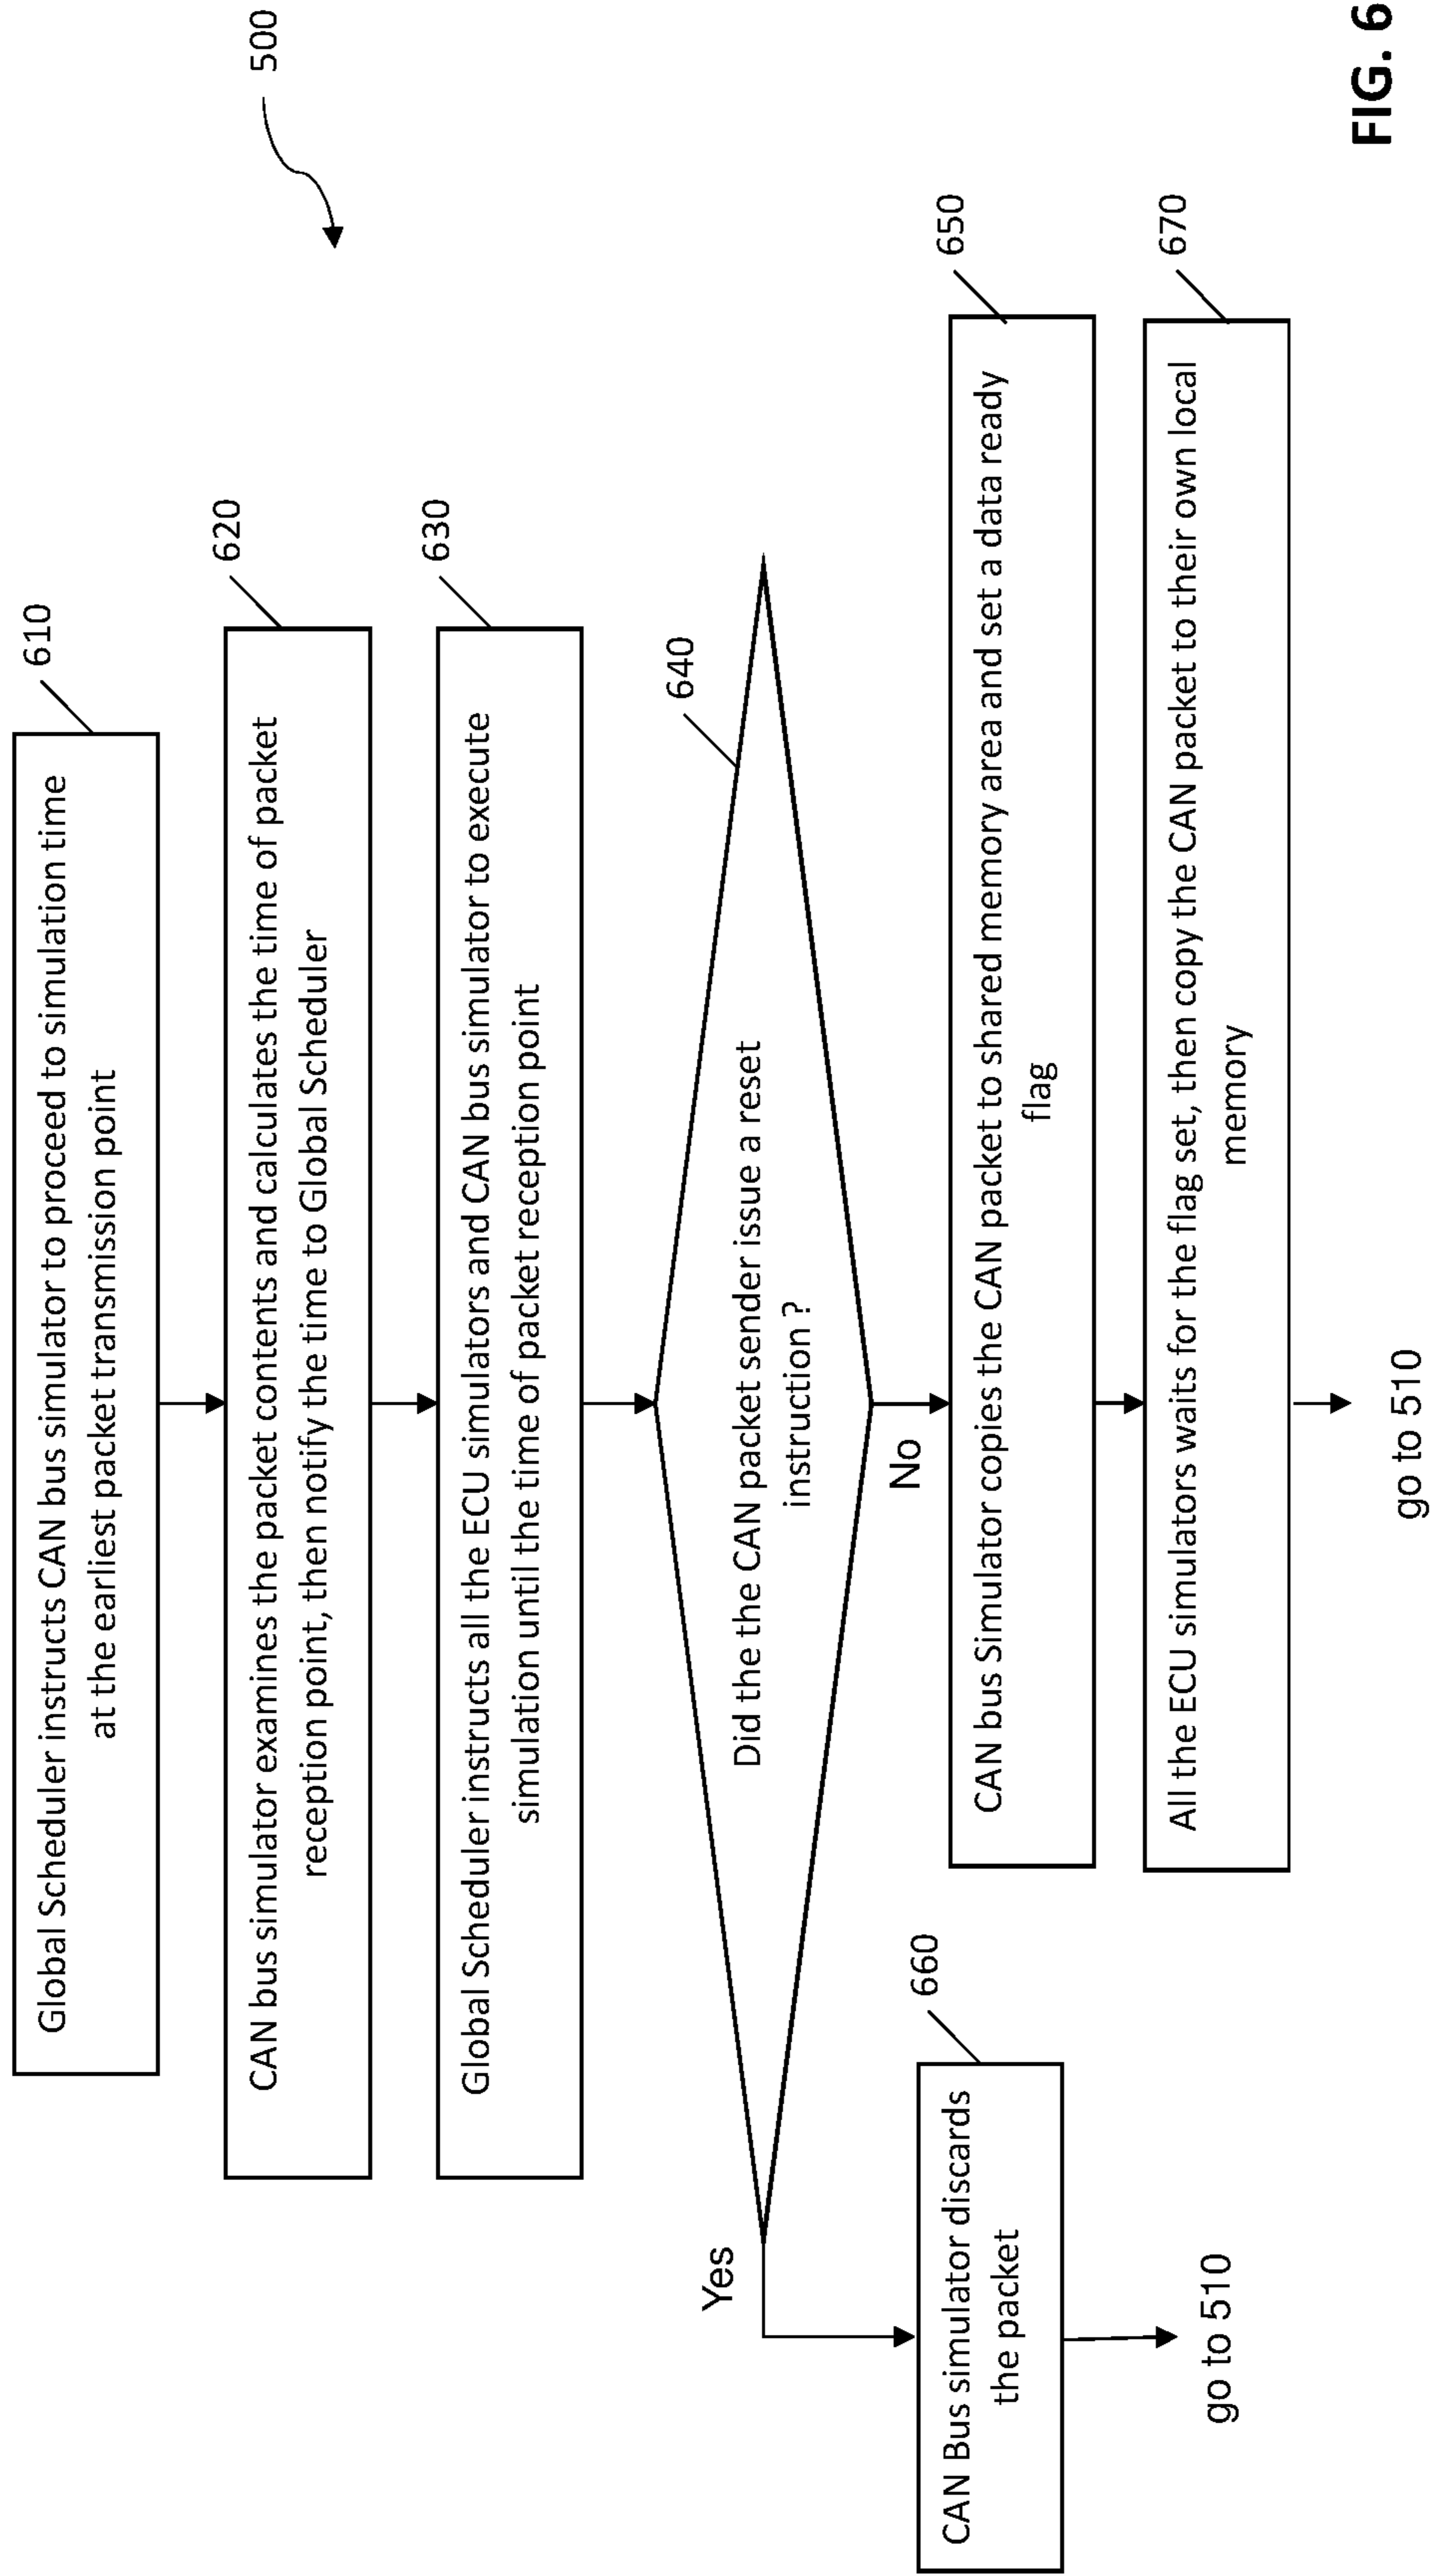 500
610
Global Scheduler instructs CAN bus simulator to proceed to simulation time
at the earliest packet transmission point
620
CAN bus simulator examines the packet contents and calculates the time of packet
reception point, then notify the time to Global Scheduler
630
Global Scheduler instructs all the ECU simulators and CAN bus simulator to execute
simulation until the time of packet reception point
640
Did the the CAN packet sender issue a reset
instruction ?
Yes
No
660
CAN Bus simulator discards
the packet
go to 510
650
CAN bus Simulator copies the CAN packet to shared memory area and set a data ready
flag
670
All the ECU simulators waits for the flag set, then copy the CAN packet to their own local
memory
go to 510
FIG. 6